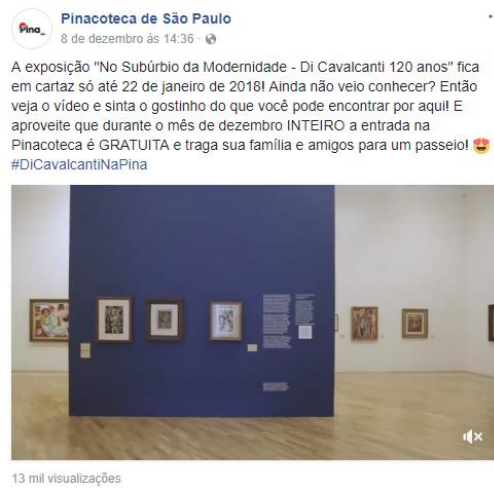 Pina_
Pinacoteca de São Paulo
8 de dezembro às 14:36 ·
A exposição "No Subúrbio da Modernidade - Di Cavalcanti 120 anos" fica
em cartaz só até 22 de janeiro de 2018! Ainda não veio conhecer? Então
veja o vídeo e sinta o gostinho do que você pode encontrar por aqui! E
aproveite que durante o mês de dezembro INTEIRO a entrada na
Pinacoteca é GRATUITA e traga sua família e amigos para um passeio! 😍
#DiCavalcantiNaPina
13 mil visualizações